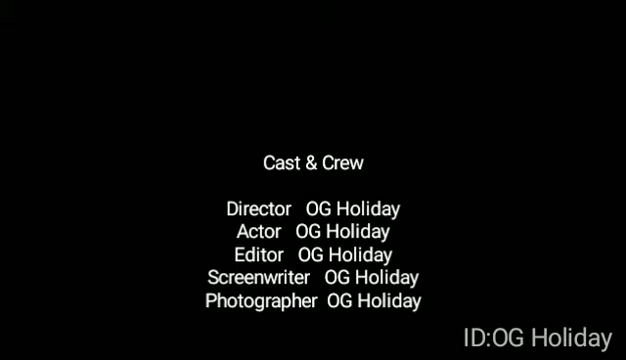 Cast & Crew
Director OG Holiday
Actor OG Holiday
Editor OG Holiday
Screenwriter OG Holiday
Photographer OG Holiday
ID:OG Holiday